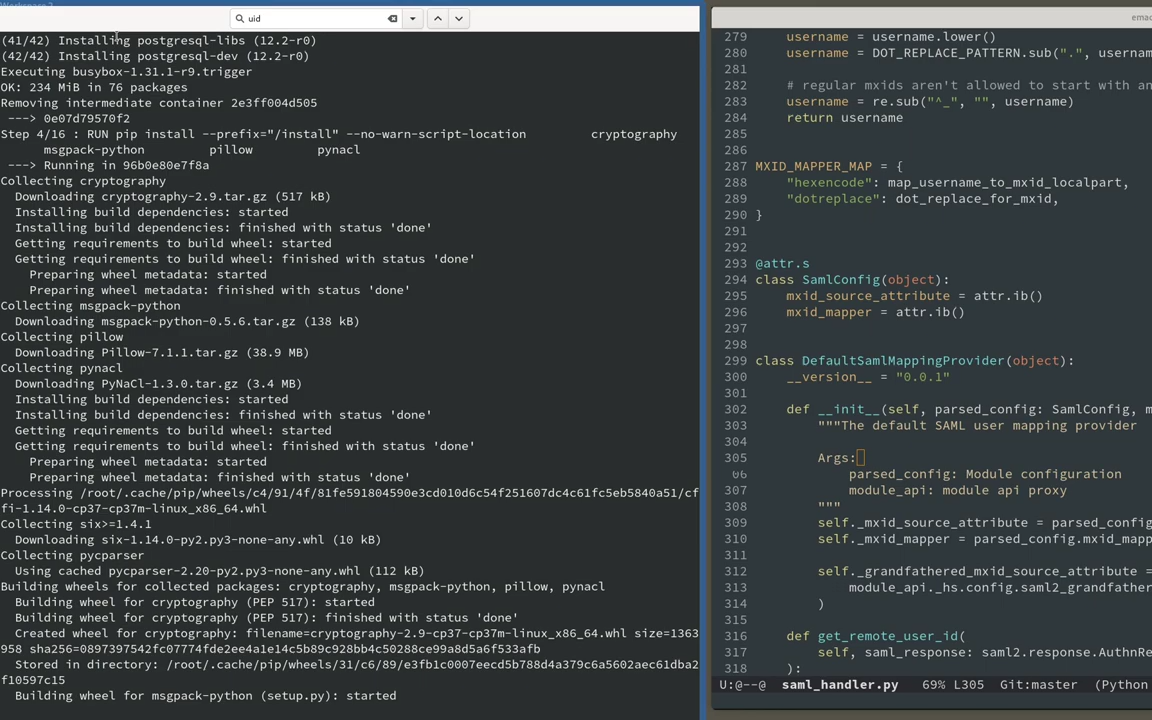 uid
(41/42) Installing postgresql-libs (12.2-r0)
(42/42) Installing postgresql-dev (12.2-r0)
Executing busybox-1.31.1-r9.trigger
OK: 234 MiB in 76 packages
Removing intermediate container 2e3ff004d505
 ---> 0e07d79570f2
Step 4/16 : RUN pip install --prefix="/install" --no-warn-script-location         cryptography
      msgpack-python         pillow         pynacl
 ---> Running in 96b0e80e7f8a
Collecting cryptography
  Downloading cryptography-2.9.tar.gz (517 kB)
  Installing build dependencies: started
  Installing build dependencies: finished with status 'done'
  Getting requirements to build wheel: started
  Getting requirements to build wheel: finished with status 'done'
    Preparing wheel metadata: started
    Preparing wheel metadata: finished with status 'done'
Collecting msgpack-python
  Downloading msgpack-python-0.5.6.tar.gz (138 kB)
Collecting pillow
  Downloading Pillow-7.1.1.tar.gz (38.9 MB)
Collecting pynacl
  Downloading PyNaCl-1.3.0.tar.gz (3.4 MB)
  Installing build dependencies: started
  Installing build dependencies: finished with status 'done'
  Getting requirements to build wheel: started
  Getting requirements to build wheel: finished with status 'done'
    Preparing wheel metadata: started
    Preparing wheel metadata: finished with status 'done'
Processing /root/.cache/pip/wheels/c4/91/4f/81fe591804590e3cd010d6c54f251607dc4c61fc5eb5840a51/cf
fi-1.14.0-cp37-cp37m-linux_x86_64.whl
Collecting six>=1.4.1
  Downloading six-1.14.0-py2.py3-none-any.whl (10 kB)
Collecting pycparser
  Using cached pycparser-2.20-py2.py3-none-any.whl (112 kB)
Building wheels for collected packages: cryptography, msgpack-python, pillow, pynacl
  Building wheel for cryptography (PEP 517): started
  Building wheel for cryptography (PEP 517): finished with status 'done'
  Created wheel for cryptography: filename=cryptography-2.9-cp37-cp37m-linux_x86_64.whl size=1363
958 sha256=0897397542fc07774fde2ee4a1e14c5b89c928bb4c50288ce99a8d5a6f533afb
  Stored in directory: /root/.cache/pip/wheels/31/c6/89/e3fb1c0007eecd5b788d4a379c6a5602aec61dba2
f10597c15
  Building wheel for msgpack-python (setup.py): started
emac
279     username = username.lower()
280     username = DOT_REPLACE_PATTERN.sub(".", usernam
281
282     # regular mxids aren't allowed to start with an
283     username = re.sub("^_", "", username)
284     return username
285
286
287 MXID_MAPPER_MAP = {
288     "hexencode": map_username_to_mxid_localpart,
289     "dotreplace": dot_replace_for_mxid,
290 }
291
292
293 @attr.s
294 class SamlConfig(object):
295     mxid_source_attribute = attr.ib()
296     mxid_mapper = attr.ib()
297
298
299 class DefaultSamlMappingProvider(object):
300     __version__ = "0.0.1"
301
302     def __init__(self, parsed_config: SamlConfig, m
303         """The default SAML user mapping provider
304
305         Args:
06             parsed_config: Module configuration
307             module_api: module api proxy
308         """
309         self._mxid_source_attribute = parsed_config
310         self._mxid_mapper = parsed_config.mxid_mapp
311
312         self._grandfathered_mxid_source_attribute =
313             module_api._hs.config.saml2_grandfather
314         )
315
316     def get_remote_user_id(
317         self, saml_response: saml2.response.AuthnRe
318     ):
U:@--@  saml_handler.py   69% L305   Git:master  (Python